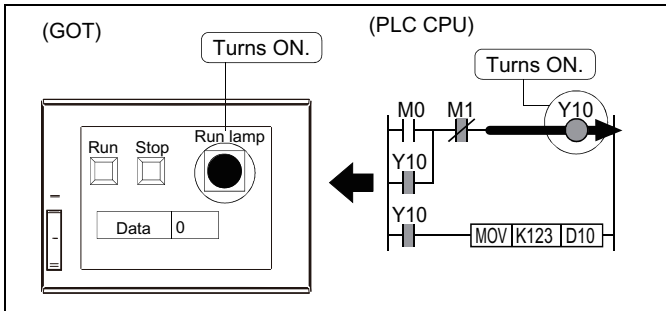 (GOT)
Turns ON.
Run
Stop
Run lamp
Data 0
(PLC CPU)
Turns ON.
M0 M1 Y10
Y10
Y10
MOV K123 D10